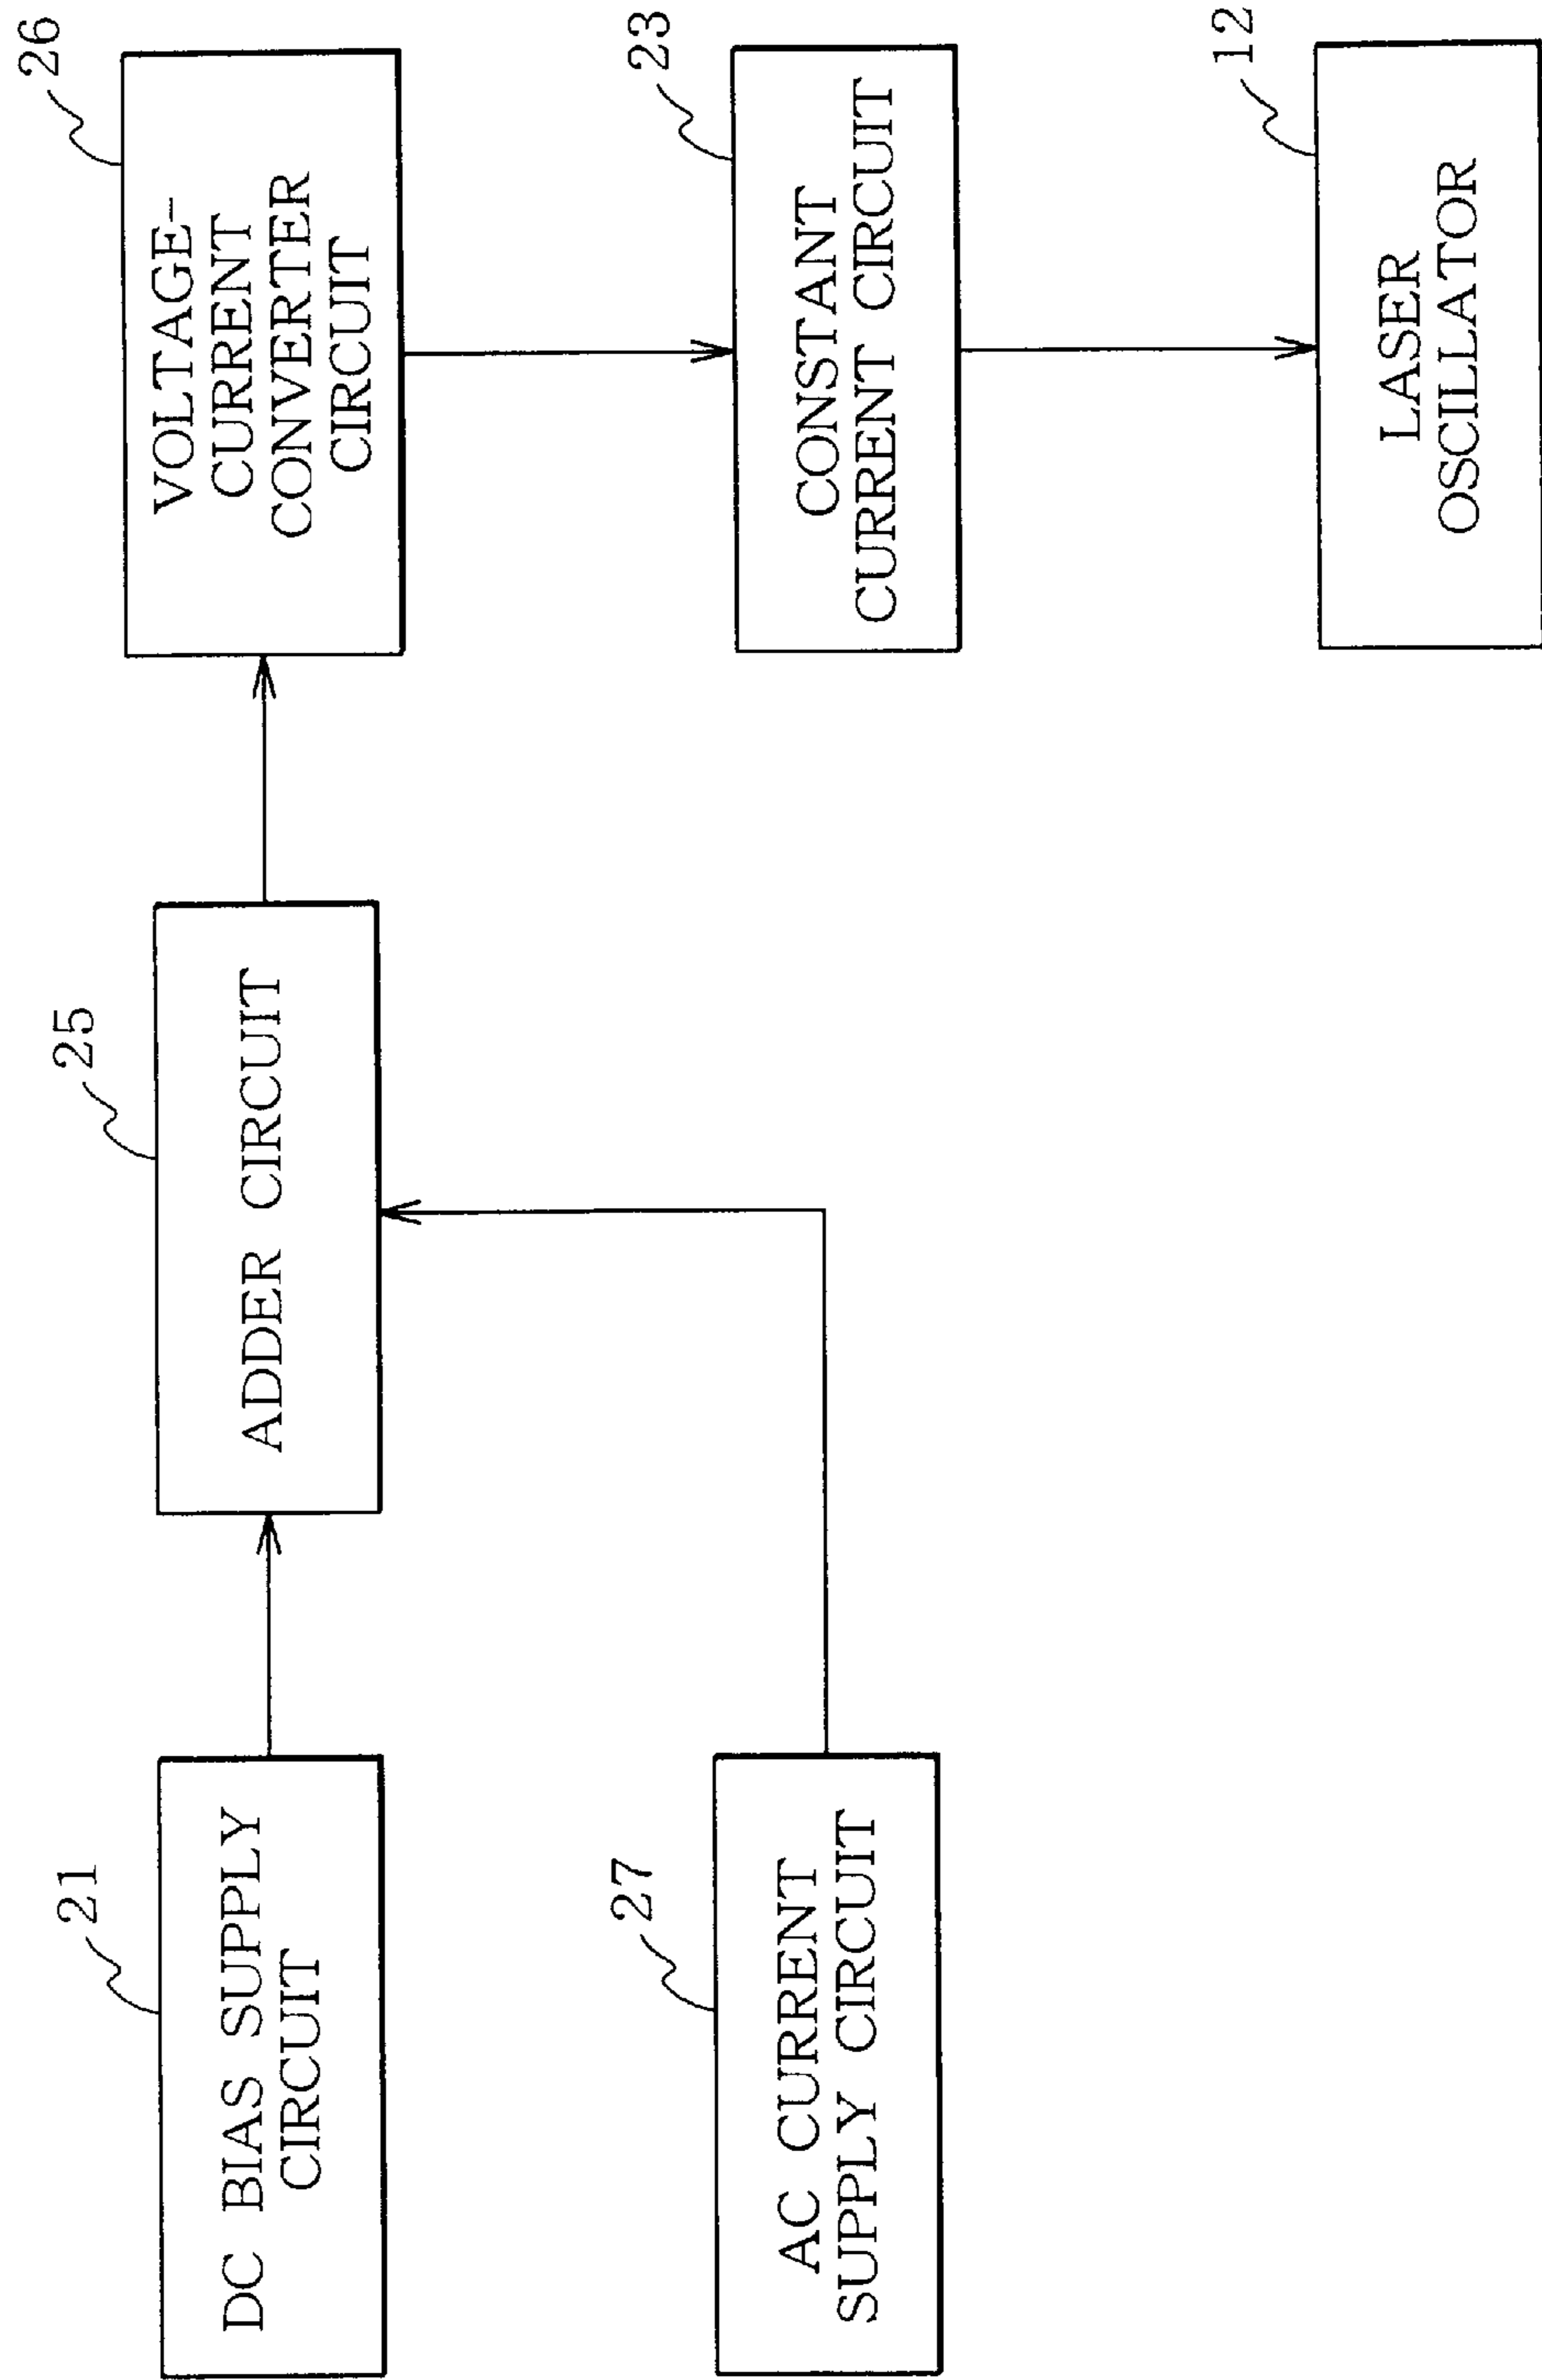 21
DC BIAS SUPPLY
CIRCUIT
25
ADDER CIRCUIT
26
VOLTAGE-
CURRENT
CONVERTER
CIRCUIT
27
AC CURRENT
SUPPLY CIRCUIT
23
CONSTANT
CURRENT CIRCUIT
12
LASER
OSCILLATOR